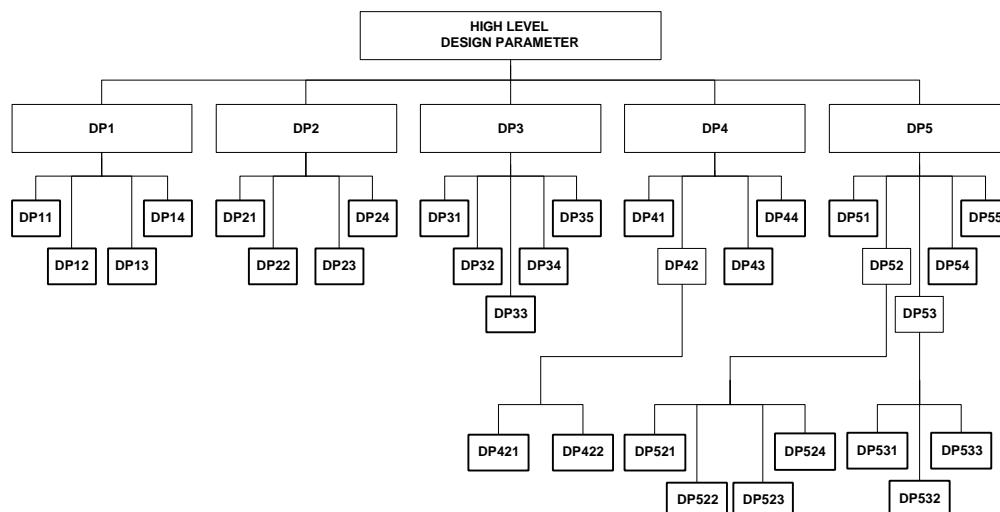 HIGH LEVEL
DESIGN PARAMETER
DP1
DP2
DP3
DP4
DP5
DP11
DP14
DP21
DP24
DP31
DP35
DP41
DP44
DP51
DP55
DP12
DP13
DP22
DP23
DP32
DP34
DP42
DP43
DP52
DP54
DP33
DP53
DP421
DP422
DP521
DP524
DP531
DP533
DP522
DP523
DP532